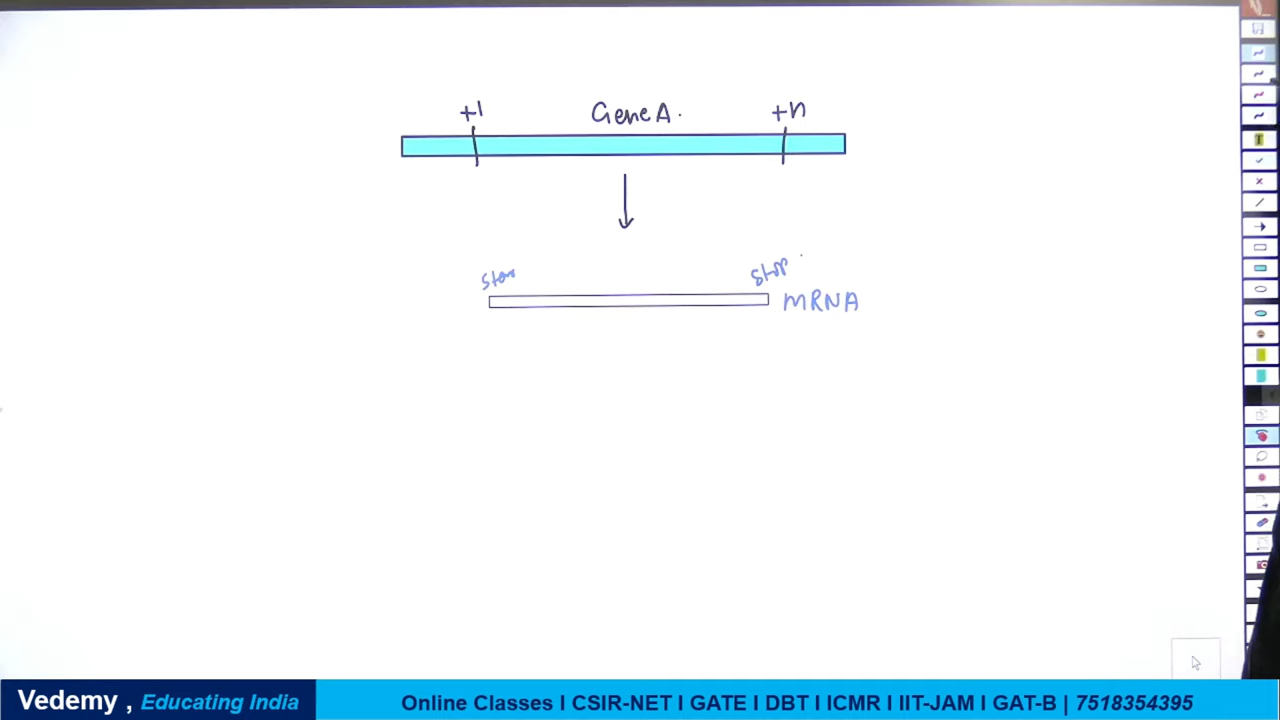 +1 Gene A. +n
Start Stop
mRNA
Vedemy , Educating India
Online Classes I CSIR-NET I GATE I DBT I ICMR I IIT-JAM I GAT-B | 7518354395